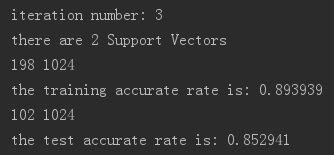 iteration number: 3
there are 2 Support Vectors
198 1024
the training accurate rate is: 0.893939
102 1024
the test accurate rate is: 0.852941